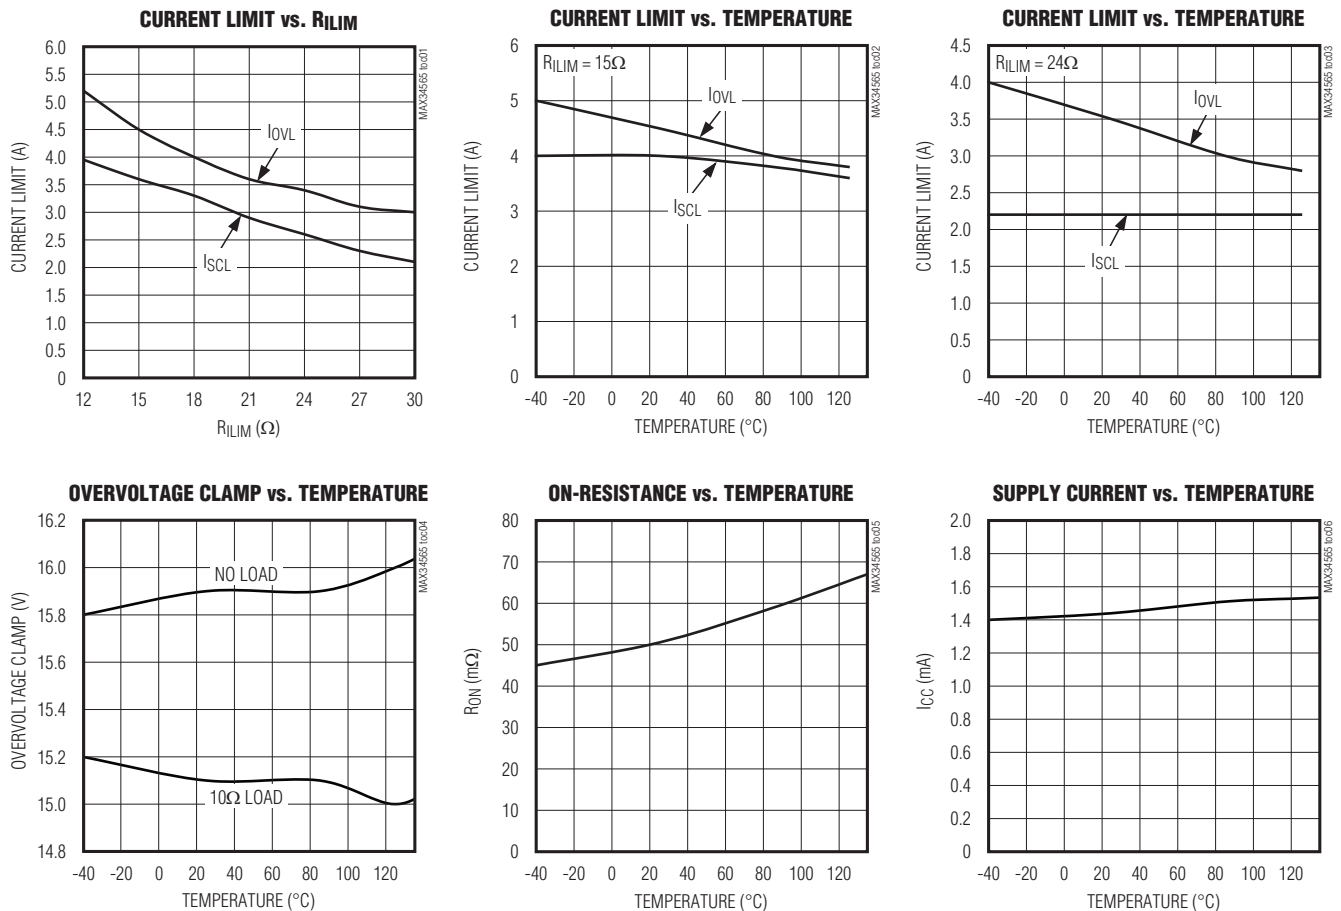 CURRENT LIMIT vs. RILIM
6.0
5.5
5.0
4.5
4.0
3.5
3.0
2.5
2.0
1.5
1.0
0.5
0
CURRENT LIMIT (A)
IOVL
ISCL
12 15 18 21 24 27 30
RILIM (Ω)
MAX34565 toc01
CURRENT LIMIT vs. TEMPERATURE
6
5
4
3
2
1
0
CURRENT LIMIT (A)
RILIM = 15Ω
IOVL
ISCL
-40 -20 0 20 40 60 80 100 120
TEMPERATURE (°C)
MAX34565 toc02
CURRENT LIMIT vs. TEMPERATURE
4.5
4.0
3.5
3.0
2.5
2.0
1.5
1.0
0.5
0
CURRENT LIMIT (A)
RILIM = 24Ω
IOVL
ISCL
-40 -20 0 20 40 60 80 100 120
TEMPERATURE (°C)
MAX34565 toc03
OVERVOLTAGE CLAMP vs. TEMPERATURE
16.2
16.0
15.8
15.6
15.4
15.2
15.0
14.8
OVERVOLTAGE CLAMP (V)
NO LOAD
10Ω LOAD
-40 -20 0 20 40 60 80 100 120
TEMPERATURE (°C)
MAX34565 toc04
ON-RESISTANCE vs. TEMPERATURE
80
70
60
50
40
30
20
10
0
RON (mΩ)
-40 -20 0 20 40 60 80 100 120
TEMPERATURE (°C)
MAX34565 toc05
SUPPLY CURRENT vs. TEMPERATURE
2.0
1.8
1.6
1.4
1.2
1.0
0.8
0.6
0.4
0.2
0
ICC (mA)
-40 -20 0 20 40 60 80 100 120
TEMPERATURE (°C)
MAX34565 toc06